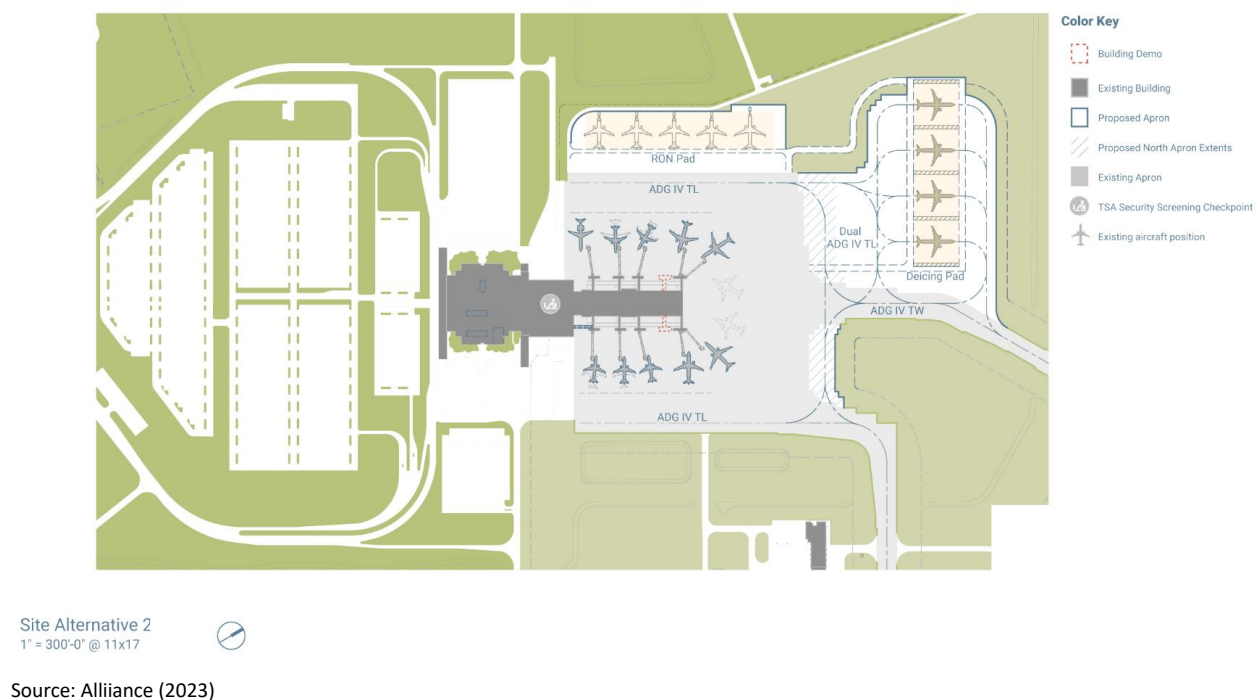 Color Key
Building Demo
Existing Building
Proposed Apron
Proposed North Apron Extents
Existing Apron
TSA Security Screening Checkpoint
Existing aircraft position
RON Pad
ADG IV TL
Dual
ADG IV TL
Deicing Pad
ADG IV TW
ADG IV TL
Site Alternative 2
1" = 300'-0" @ 11x17
Source: Alliiance (2023)